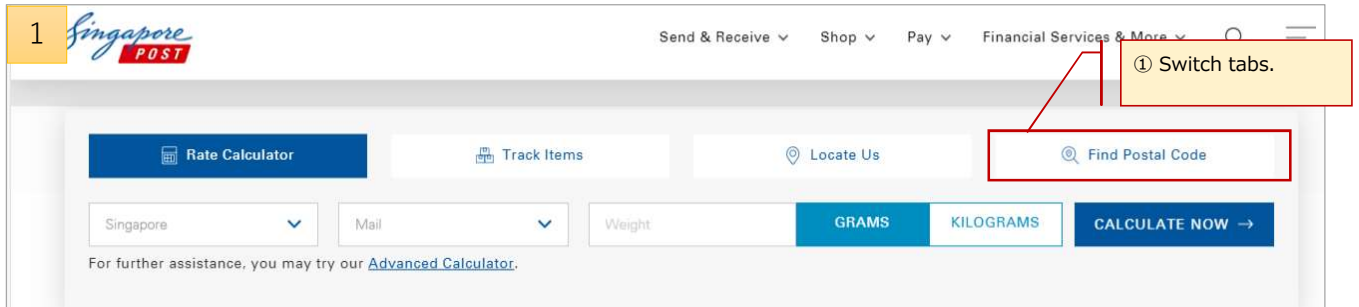 1
Singapore
POST
Send & Receive Shop Pay Financial Services & More
① Switch tabs.
Rate Calculator Track Items Locate Us Find Postal Code
Singapore Mail Weight GRAMS KILOGRAMS CALCULATE NOW →
For further assistance, you may try our Advanced Calculator.